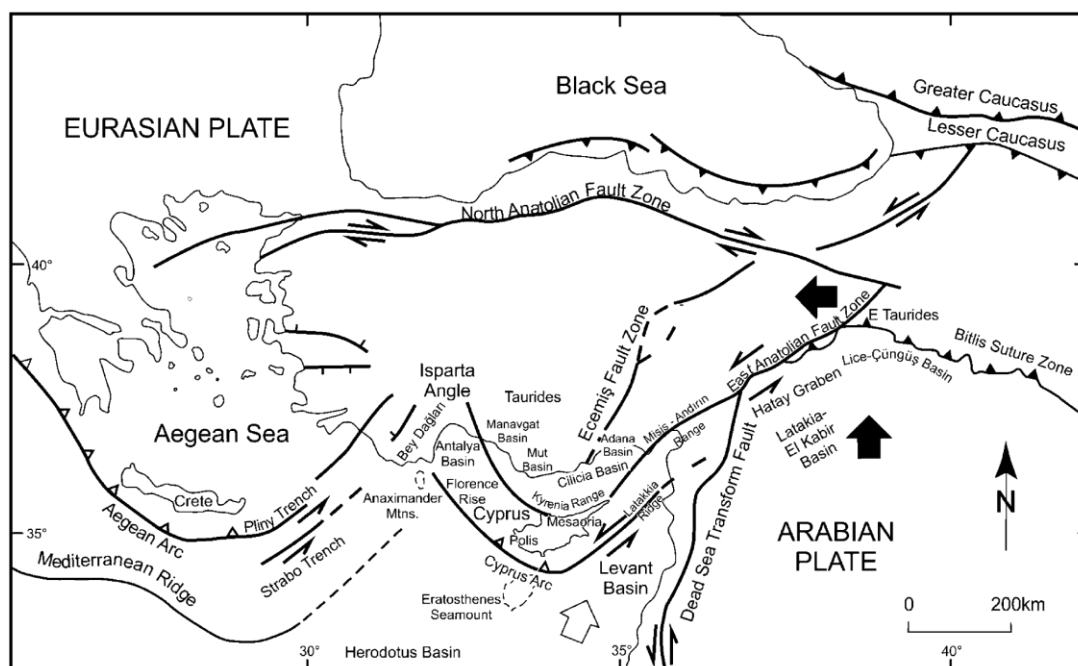 Black Sea
Greater Caucasus
EURASIAN PLATE
Lesser Caucasus
North Anatolian Fault Zone
40°
E Taurides
Bitlis Suture Zone
East Anatolian Fault Zone
Lice-Çüngüş Basin
Ecemiş Fault Zone
Isparta
Angle
Taurides
Hatay Graben
Aegean Sea
Bey Dağları
Manavgat
Basin
Misis - Andırın
Range
Latakia-
El Kabir
Basin
Antalya
Basin
Mut
Basin
Adana
Basin
Cilicia Basin
Florence
Rise
Crete
Pliny Trench
Anaximander
Mtns.
Kyrenia Range
Latakkia
Ridge
N
Cyprus
Mesaoria
Dead Sea Transform Fault
35°
Aegean Arc
Strabo Trench
Polis
ARABIAN
PLATE
Mediterranean Ridge
Cyprus Arc
Levant
Basin
Eratosthenes
Seamount
0 200km
Herodotus Basin
30°
35°
40°